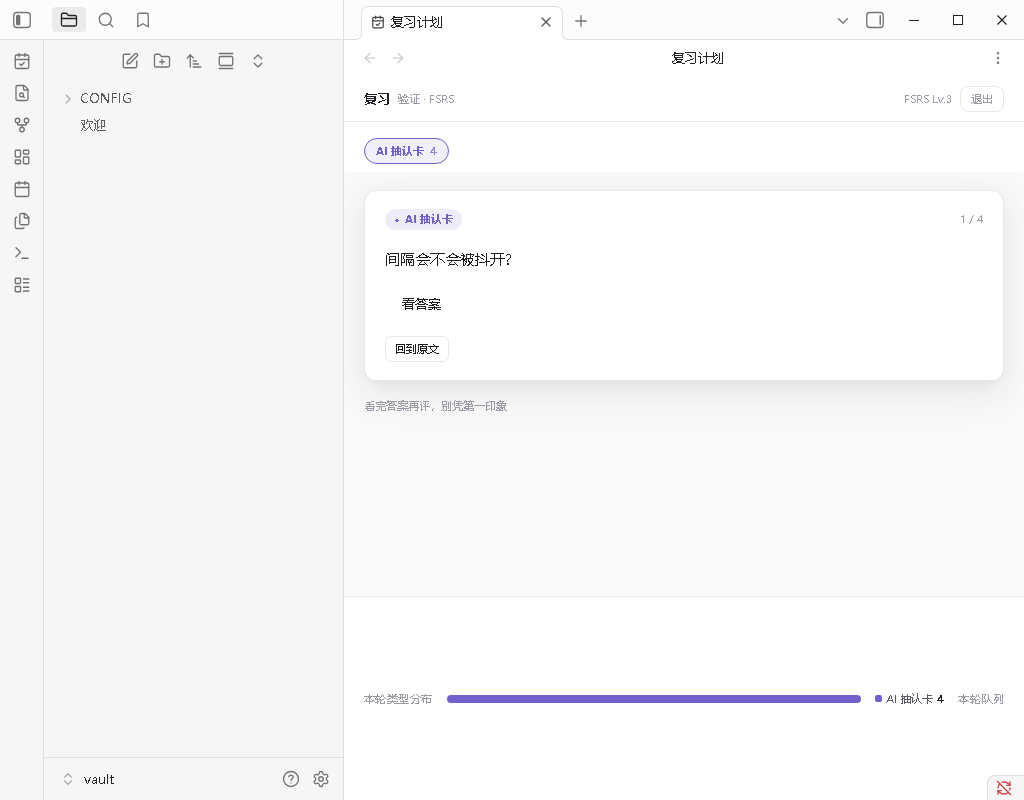 复习计划
复习计划
CONFIG
欢迎
复习 验证 · FSRS
FSRS Lv.3 退出
AI 抽认卡 4
AI 抽认卡
1 / 4
间隔会不会被抖开?
看答案
回到原文
看完答案再评，别凭第一印象
本轮类型分布
AI 抽认卡 4 本轮队列
vault